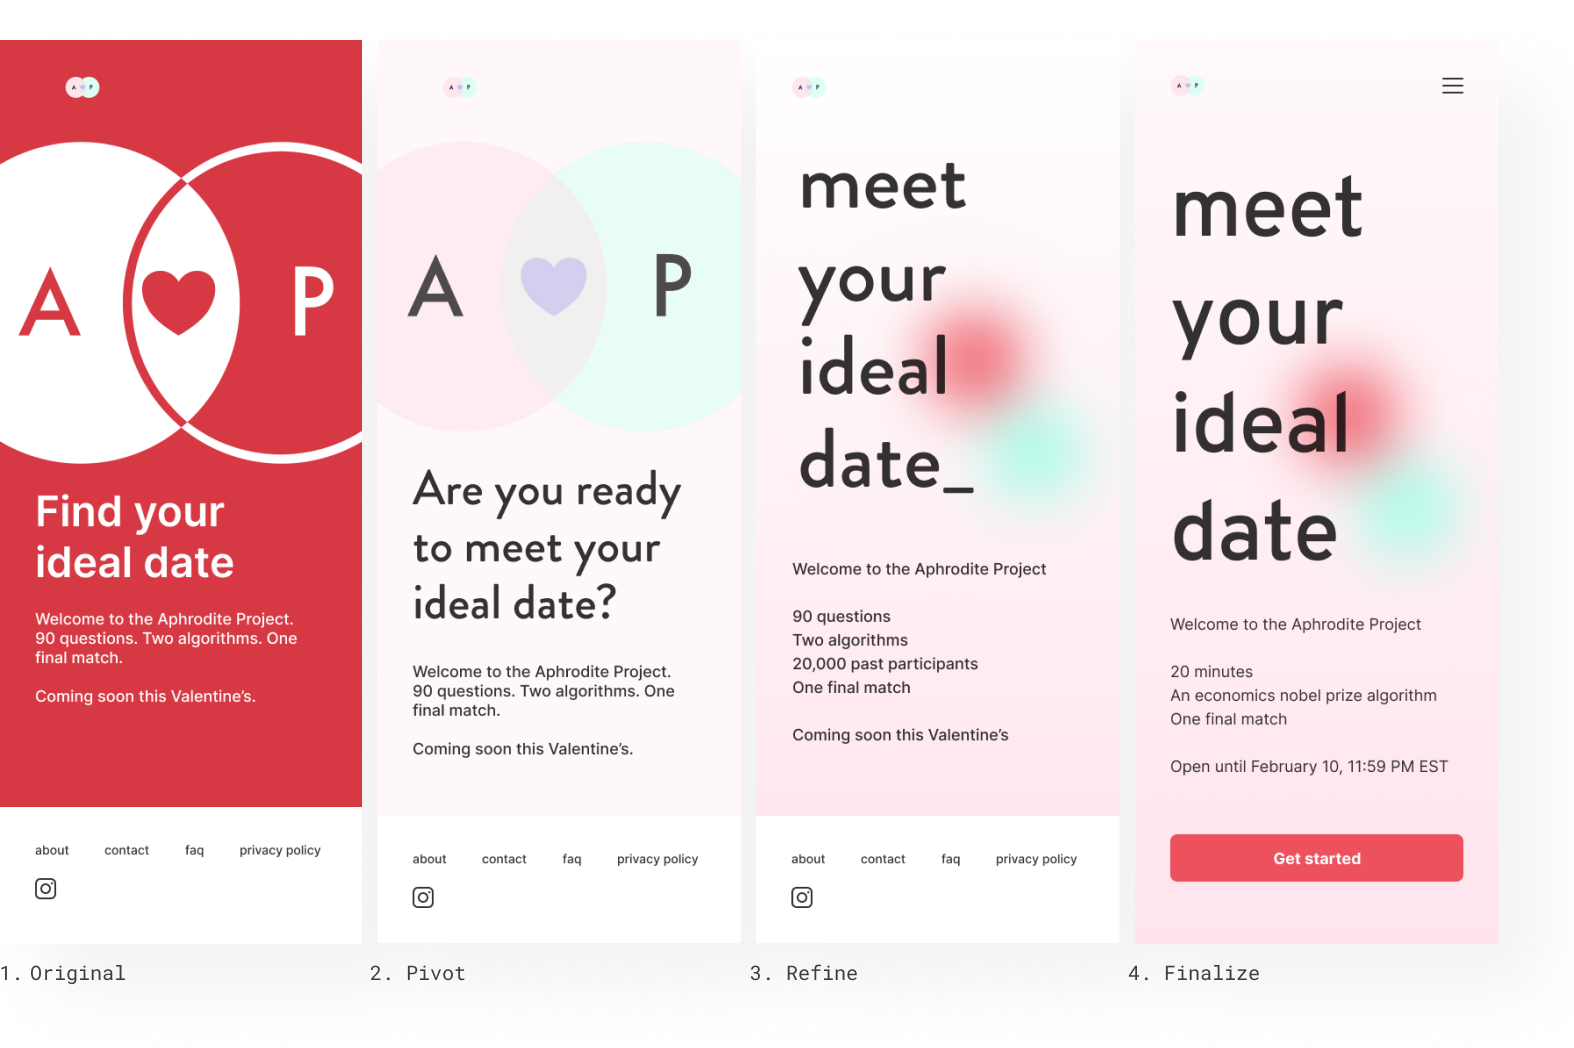 A P
A P
Find your
ideal date
Welcome to the Aphrodite Project.
90 questions. Two algorithms. One
final match.
Coming soon this Valentine's.
about contact faq privacy policy
1. Original
A P
A P
Are you ready
to meet your
ideal date?
Welcome to the Aphrodite Project.
90 questions. Two algorithms. One
final match.
Coming soon this Valentine's.
about contact faq privacy policy
2. Pivot
A P
meet
your
ideal
date_
Welcome to the Aphrodite Project
90 questions
Two algorithms
20,000 past participants
One final match
Coming soon this Valentine's
about contact faq privacy policy
3. Refine
A P
meet
your
ideal
date
Welcome to the Aphrodite Project
20 minutes
An economics nobel prize algorithm
One final match
Open until February 10, 11:59 PM EST
Get started
4. Finalize